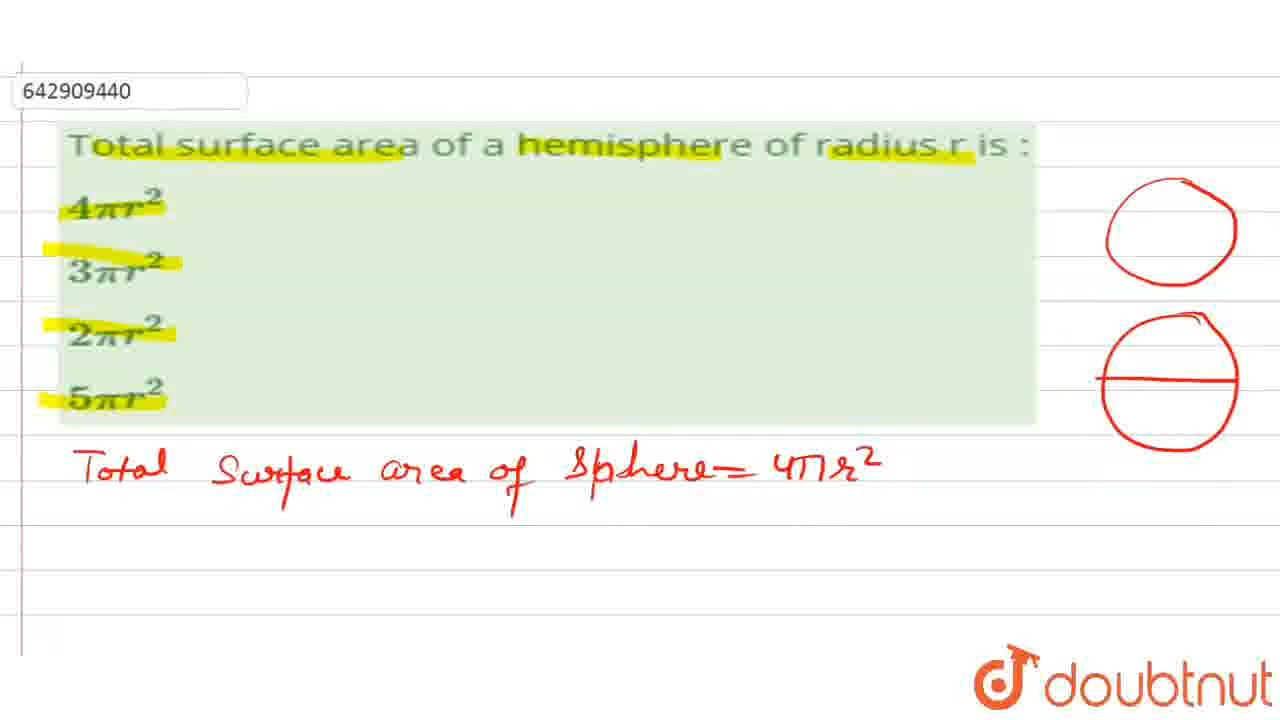 642909440
Total surface area of a hemisphere of radius r is :
4πr²
3πr²
2πr²
5πr²
Total Surface area of Sphere = 4πr²
doubtnut